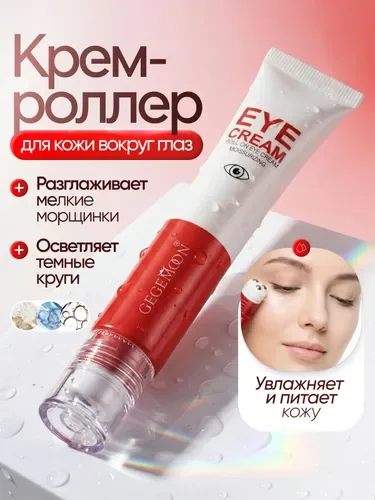 Крем-
роллер
для кожи вокруг глаз
+ Разглаживает
мелкие
морщинки
+ Осветляет
темные
круги
EYE
CREAM
ROLL ON EYE CREAM
MOISTURIZING
GEGEMOON®
Увлажняет
и питает
кожу